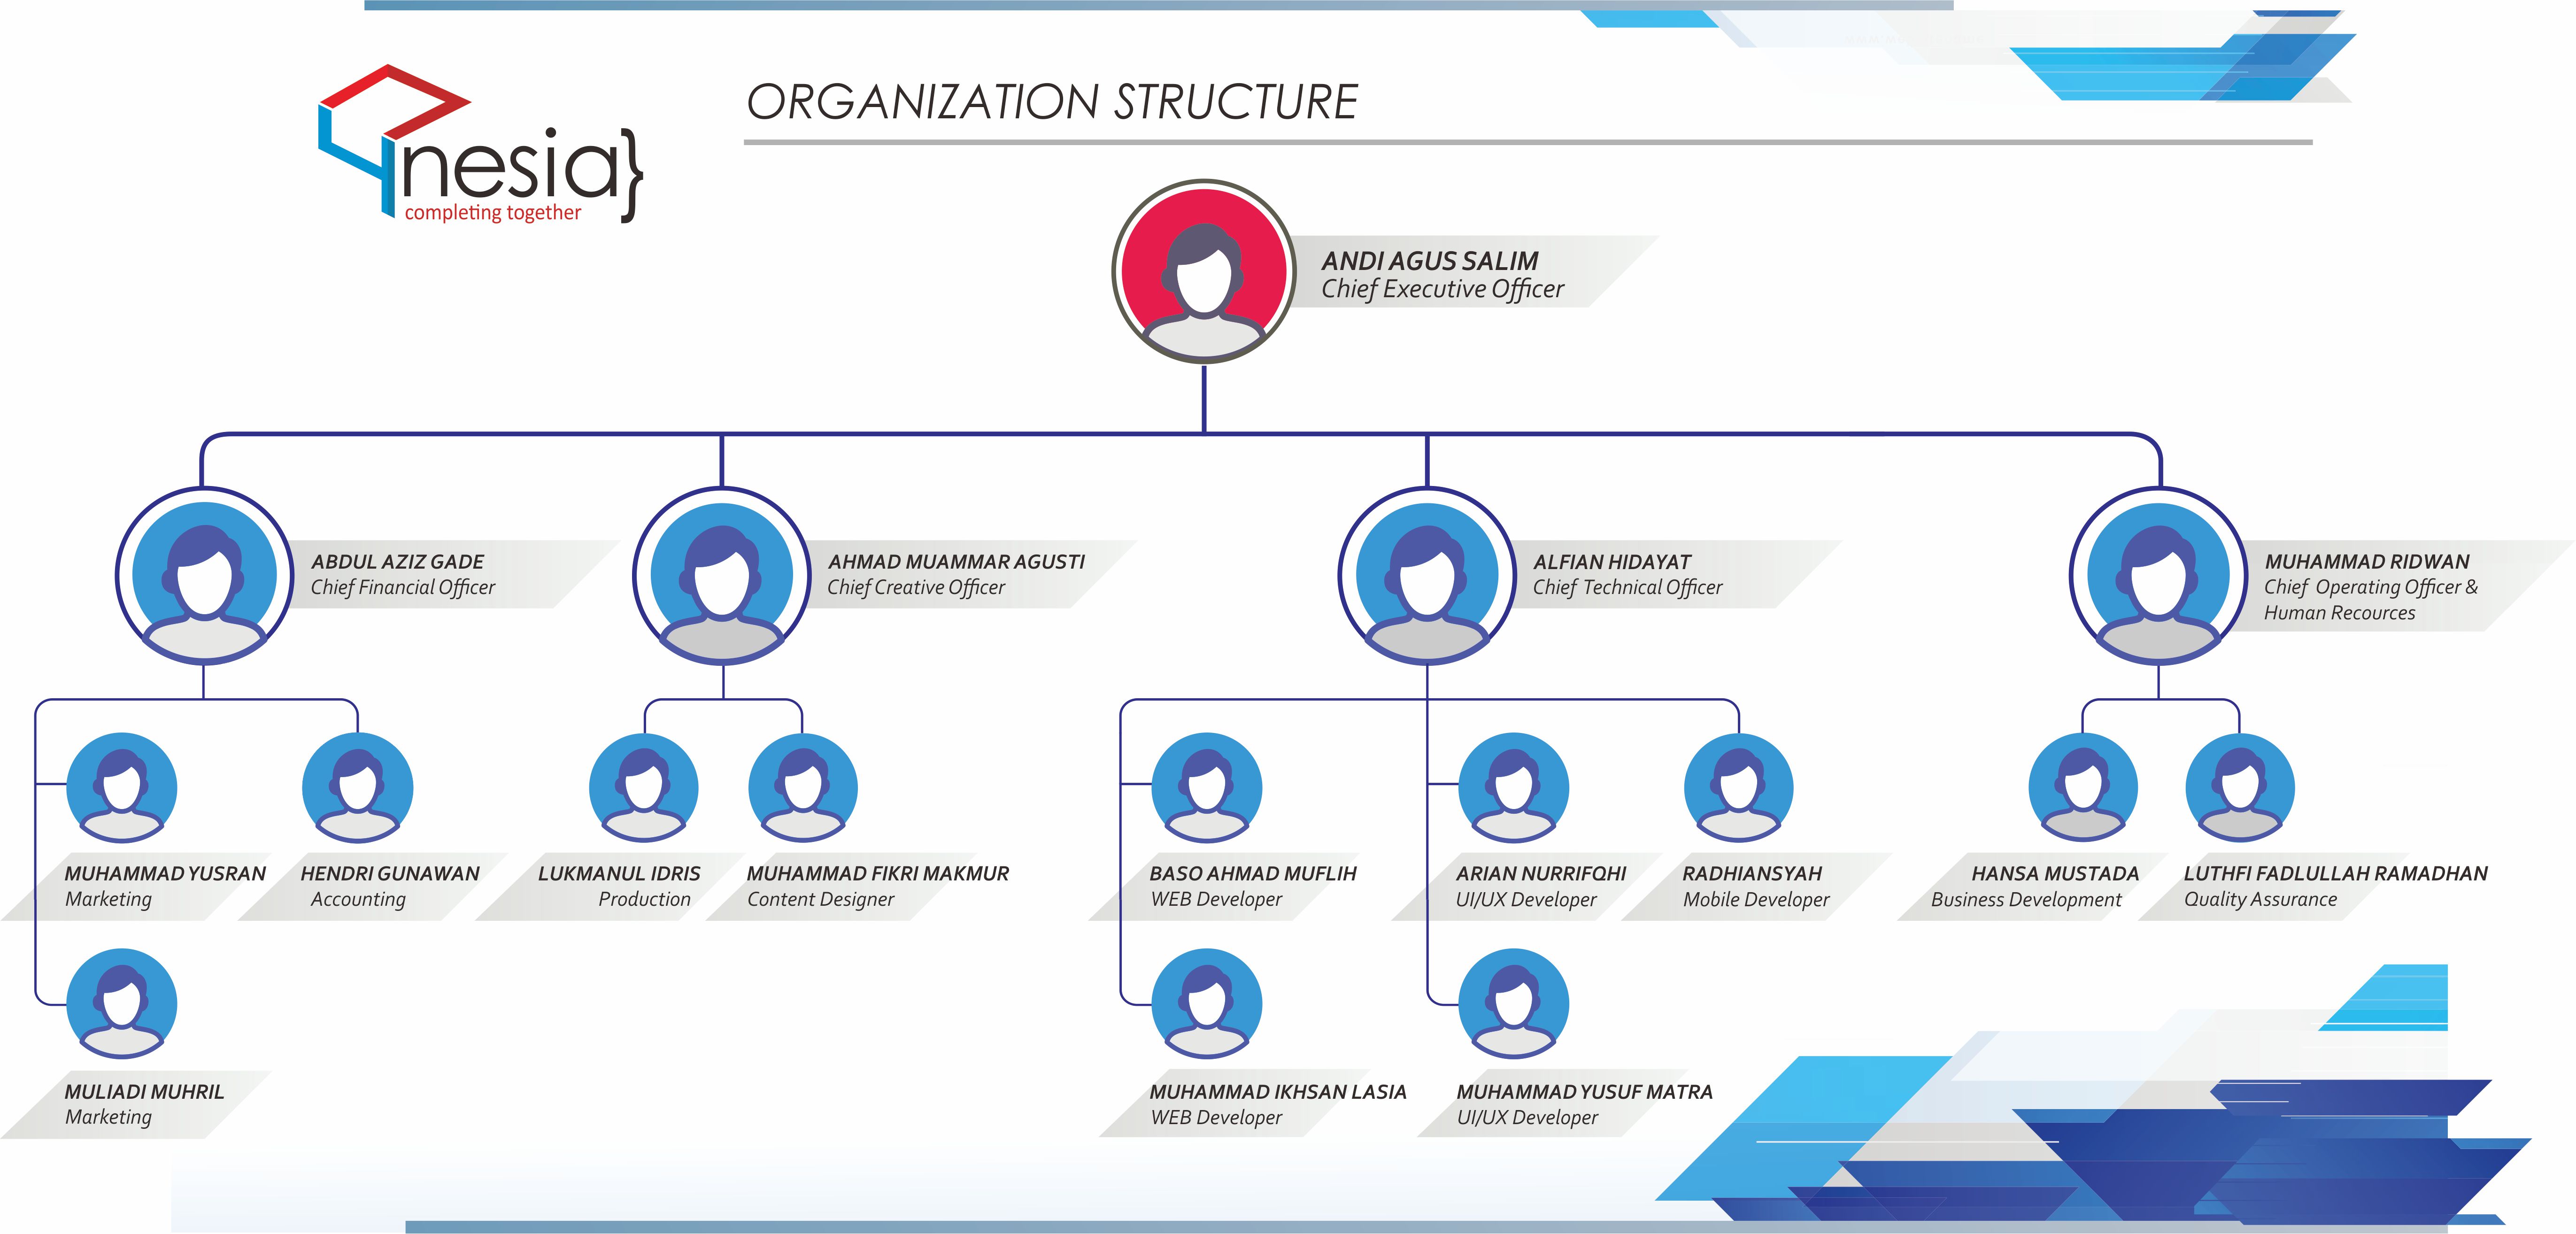 nesia}
completing together
ORGANIZATION STRUCTURE
ANDI AGUS SALIM
Chief Executive Officer
ABDUL AZIZ GADE
Chief Financial Officer
AHMAD MUAMMAR AGUSTI
Chief Creative Officer
ALFIAN HIDAYAT
Chief Technical Officer
MUHAMMAD RIDWAN
Chief Operating Officer &
Human Recources
MUHAMMAD YUSRAN
Marketing
HENDRI GUNAWAN
Accounting
LUKMANUL IDRIS
Production
MUHAMMAD FIKRI MAKMUR
Content Designer
BASO AHMAD MUFLIH
WEB Developer
ARIAN NURRIFQHI
UI/UX Developer
RADHIANSYAH
Mobile Developer
HANSA MUSTADA
Business Development
LUTHFI FADLULLAH RAMADHAN
Quality Assurance
MULIADI MUHRIL
Marketing
MUHAMMAD IKHSAN LASIA
WEB Developer
MUHAMMAD YUSUF MATRA
UI/UX Developer